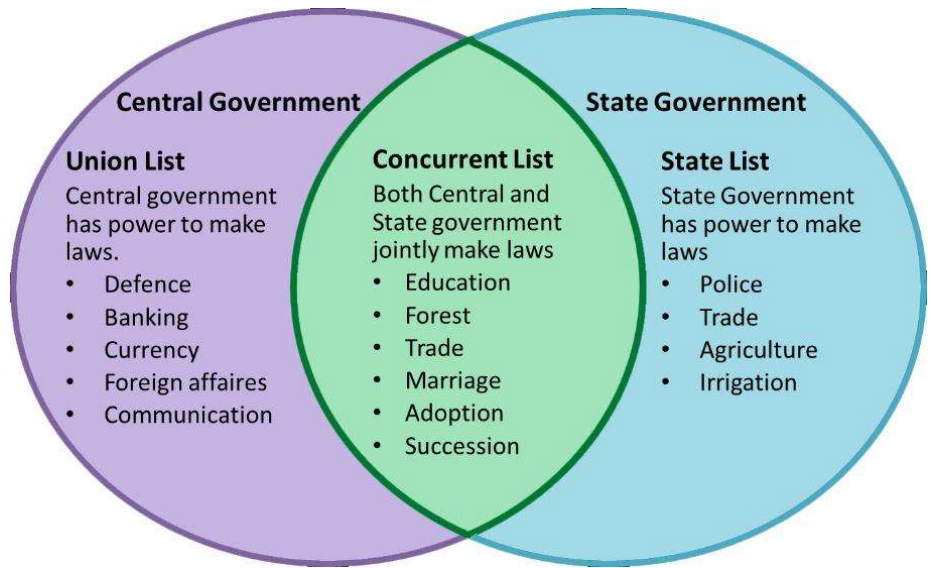 Central Government
Union List
Central government
has power to make
laws.
• Defence
• Banking
• Currency
• Foreign affaires
• Communication
Concurrent List
Both Central and
State government
jointly make laws
• Education
• Forest
• Trade
• Marriage
• Adoption
• Succession
State Government
State List
State Government
has power to make
laws
• Police
• Trade
• Agriculture
• Irrigation